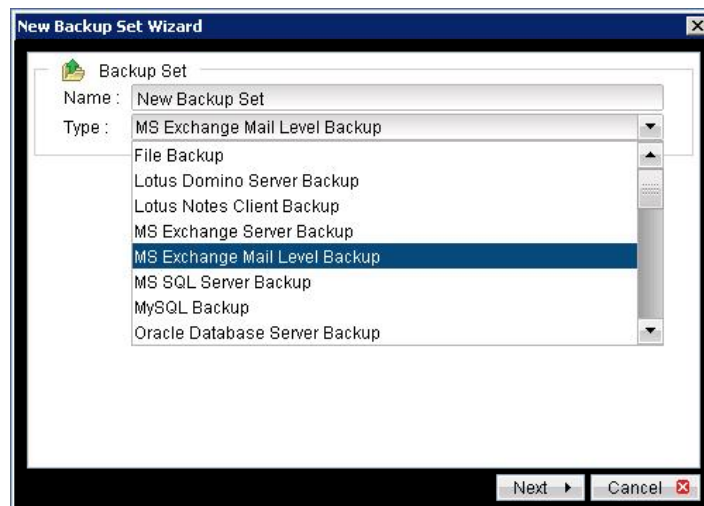 New Backup Set Wizard
Backup Set
Name : New Backup Set
Type : MS Exchange Mail Level Backup
File Backup
Lotus Domino Server Backup
Lotus Notes Client Backup
MS Exchange Server Backup
MS Exchange Mail Level Backup
MS SQL Server Backup
MySQL Backup
Oracle Database Server Backup
Next Cancel